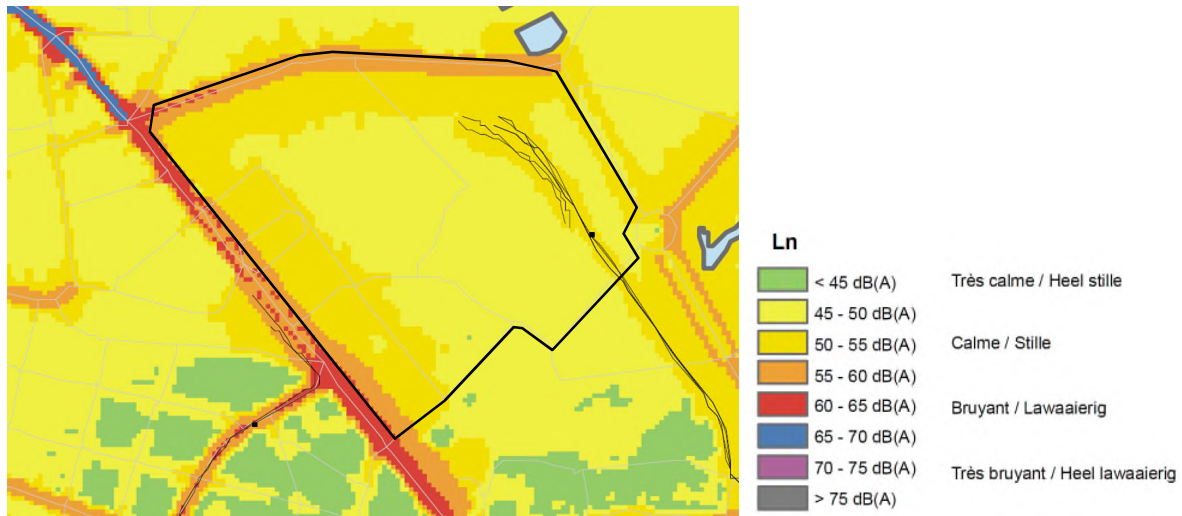 Ln
< 45 dB(A) Très calme / Heel stille
45 - 50 dB(A)
50 - 55 dB(A) Calme / Stille
55 - 60 dB(A)
60 - 65 dB(A) Bruyant / Lawaaierig
65 - 70 dB(A)
70 - 75 dB(A) Très bruyant / Heel lawaaierig
> 75 dB(A)